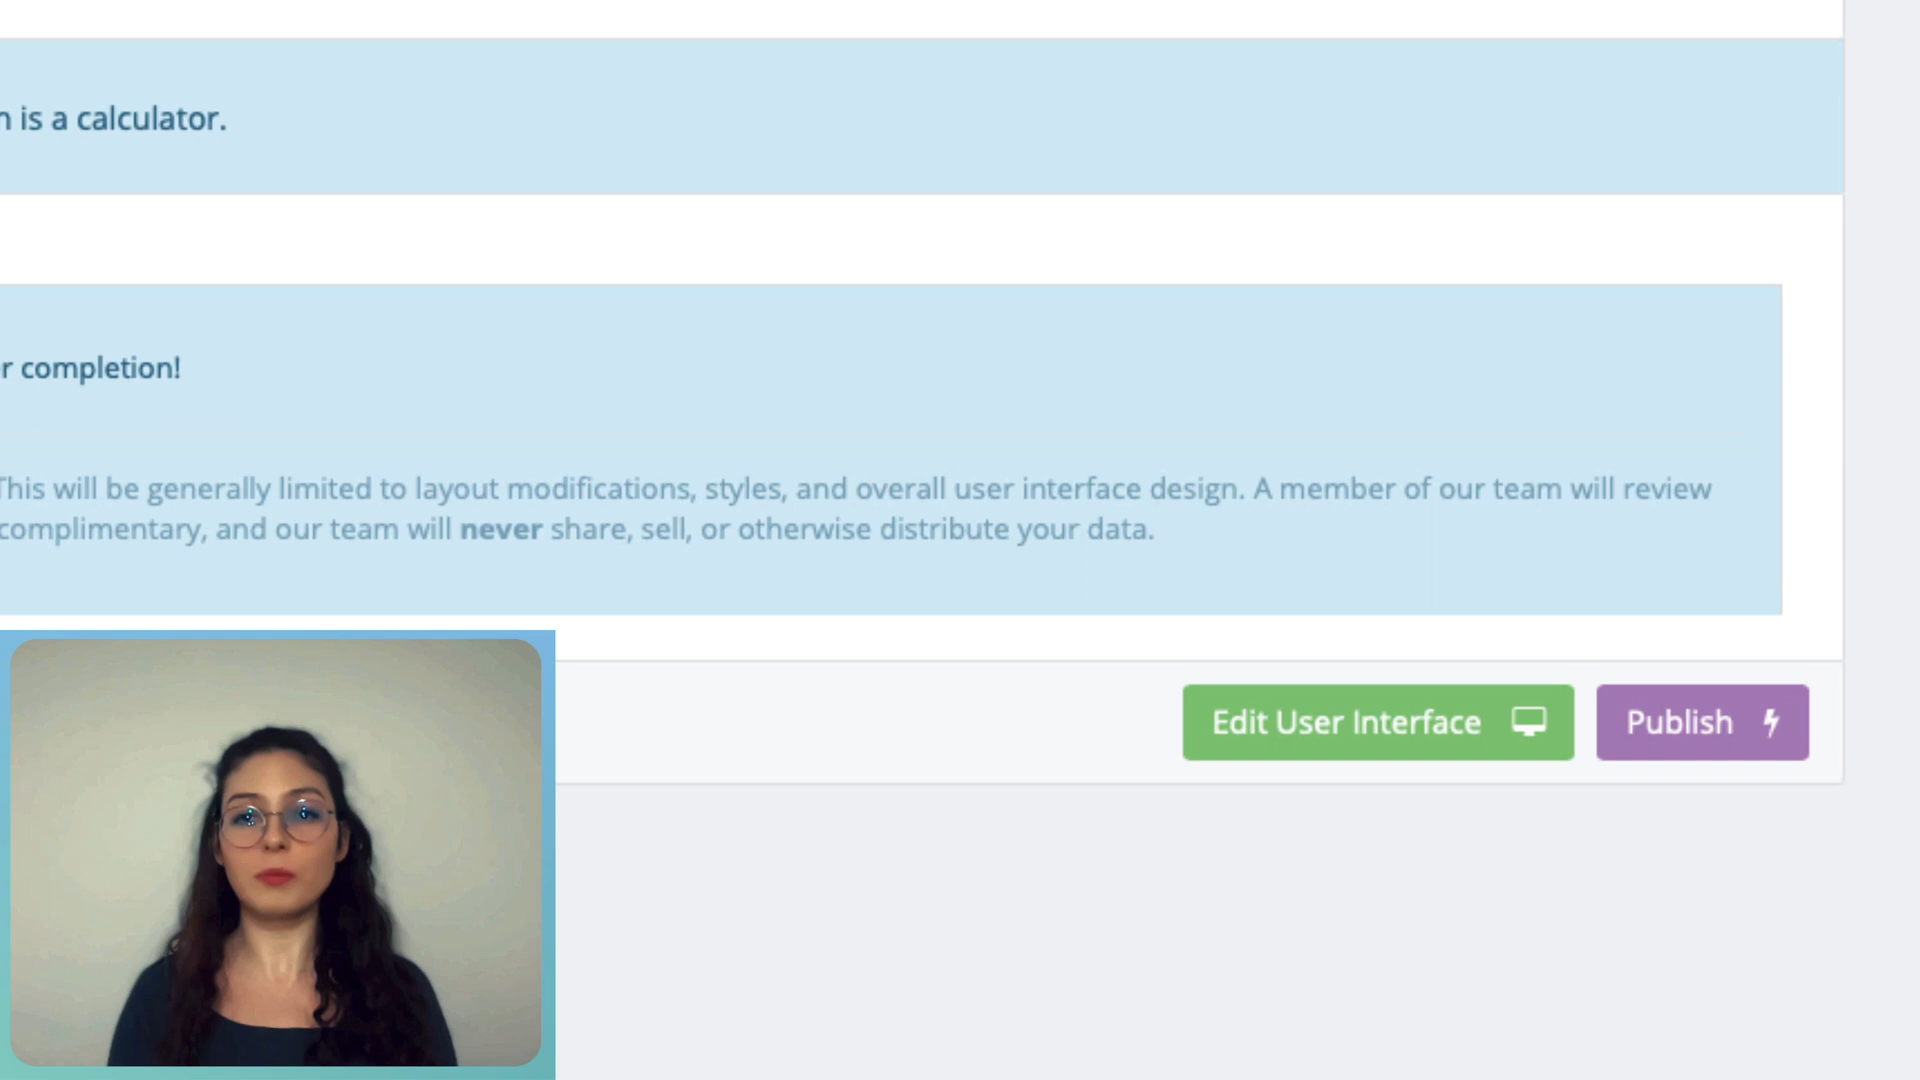 is a calculator.
completion!
This will be generally limited to layout modifications, styles, and overall user interface design. A member of our team will review
complimentary, and our team will never share, sell, or otherwise distribute your data.
Edit User Interface
Publish